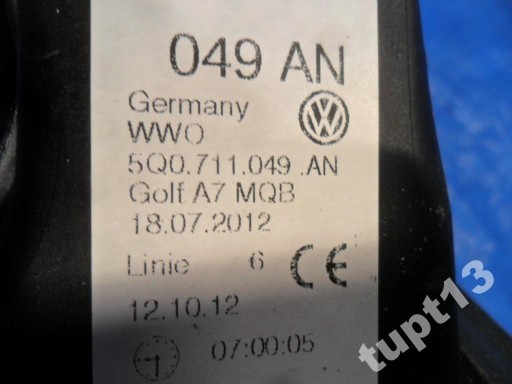 049 AN
Germany
WWO
5Q0.711.049 .AN
Golf A7 MQB
18.07.2012
Linie 6 CE
12.10.12
07:00:05
tupt13